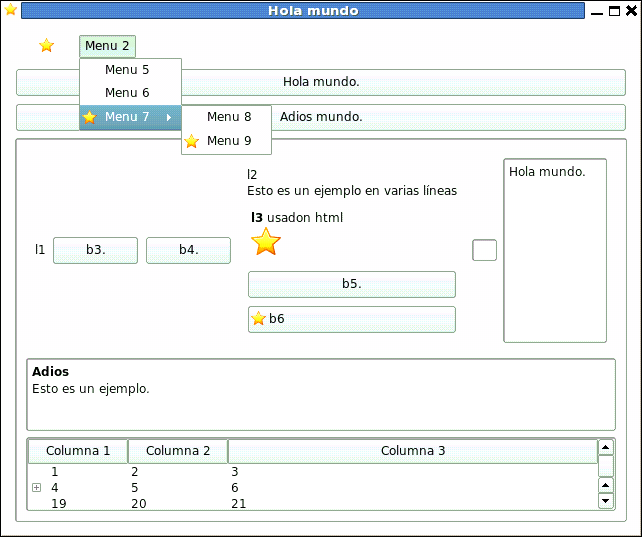 Hola mundo
Menu 2
Menu 5
Menu 6
Menu 7
Menu 8
Menu 9
Hola mundo.
Adios mundo.
l1
b3.
b4.
l2
Esto es un ejemplo en varias líneas
l3 usadon html
b5.
b6
Hola mundo.
Adios
Esto es un ejemplo.
Columna 1 Columna 2 Columna 3
1 2 3
4 5 6
19 20 21